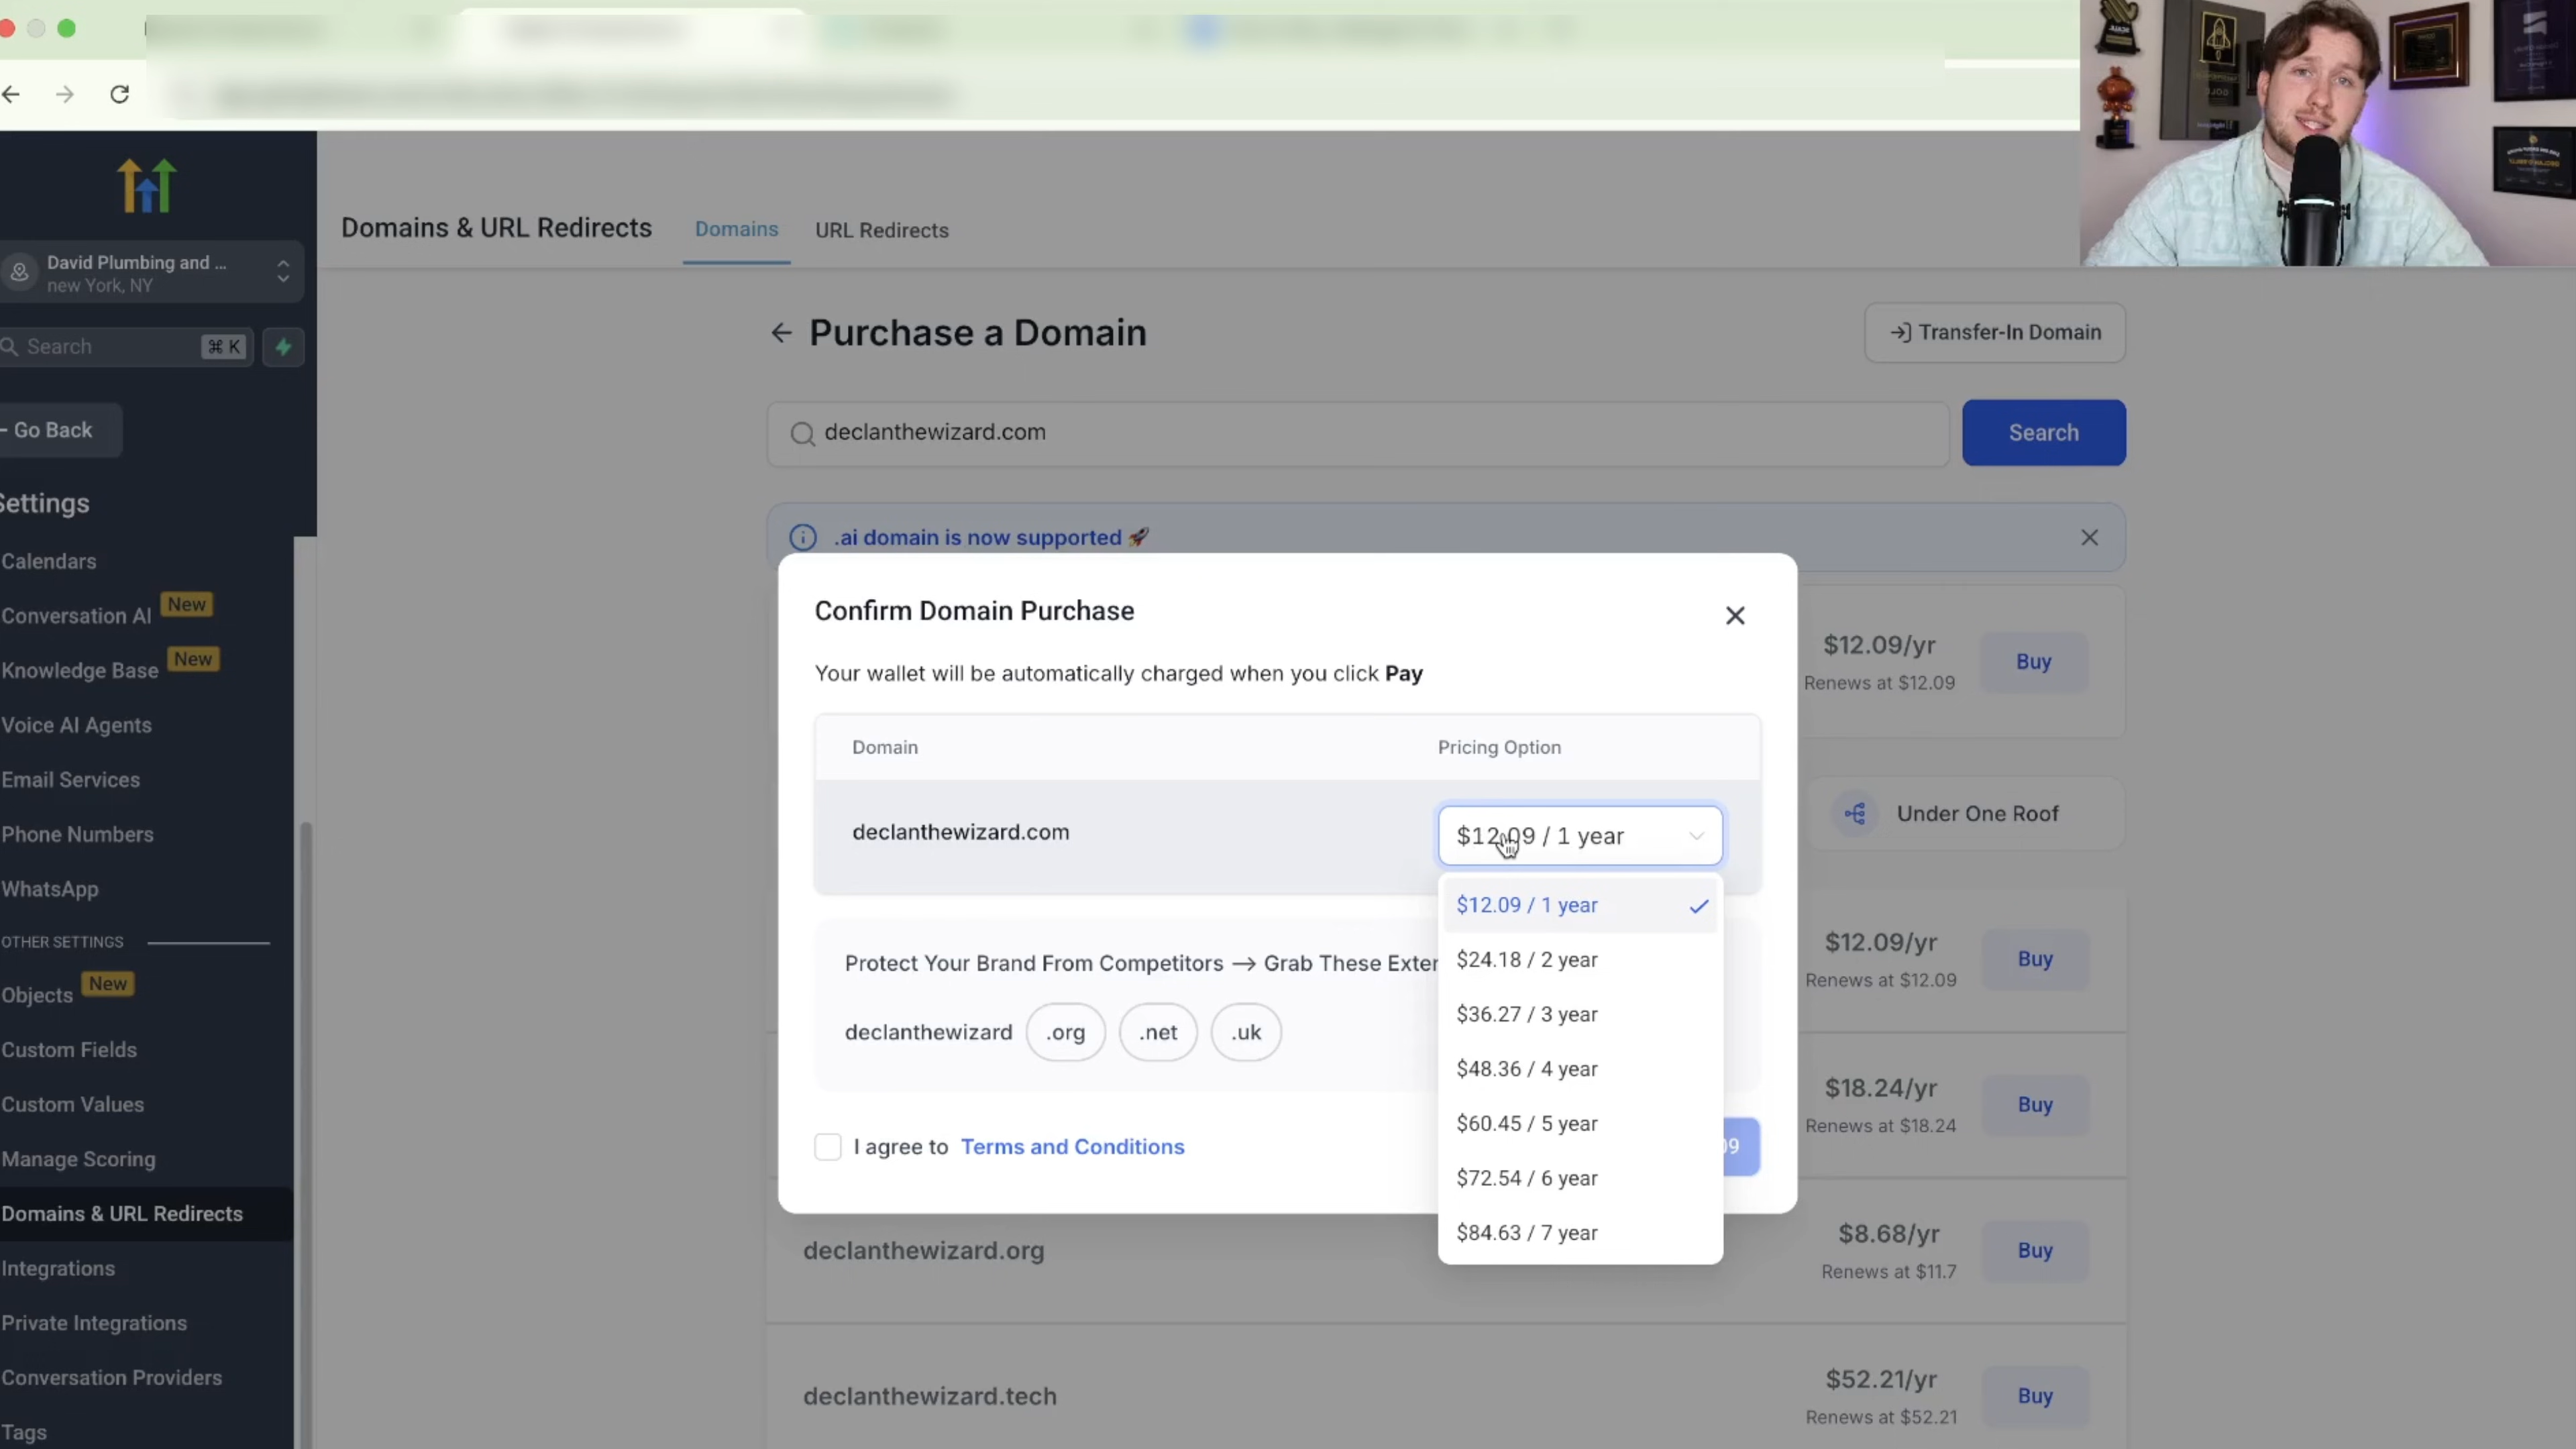 David Plumbing and ...
new York, NY
Search
⌘ K
Go Back
Settings
Calendars
Conversation AI New
Knowledge Base New
Voice AI Agents
Email Services
Phone Numbers
WhatsApp
OTHER SETTINGS
Objects New
Custom Fields
Custom Values
Manage Scoring
Domains & URL Redirects
Integrations
Private Integrations
Conversation Providers
Tags
Domains & URL Redirects
Domains
URL Redirects
Purchase a Domain
Transfer-In Domain
declanthewizard.com
Search
.ai domain is now supported 🚀
Confirm Domain Purchase
Your wallet will be automatically charged when you click Pay
Domain
Pricing Option
declanthewizard.com
$12.09 / 1 year
$12.09 / 1 year
$24.18 / 2 year
$36.27 / 3 year
$48.36 / 4 year
$60.45 / 5 year
$72.54 / 6 year
$84.63 / 7 year
Protect Your Brand From Competitors → Grab These Exter
declanthewizard .org .net .uk
I agree to Terms and Conditions
09
$12.09/yr
Renews at $12.09
Buy
Under One Roof
$12.09/yr
Renews at $12.09
Buy
$18.24/yr
Renews at $18.24
Buy
declanthewizard.org
$8.68/yr
Renews at $11.7
Buy
declanthewizard.tech
$52.21/yr
Renews at $52.21
Buy